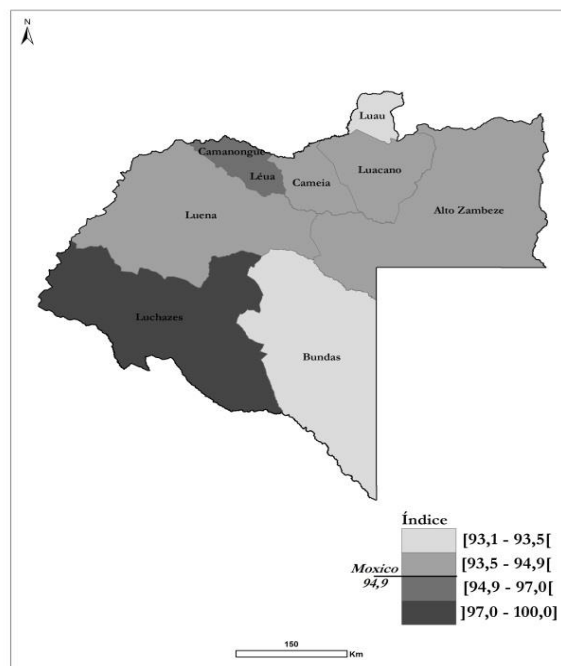 N
Luau
Camanongue
Léua
Cameia
Luacano
Alto Zambeze
Luena
Luchazes
Bundas
Índice
[93,1 - 93,5[
[93,5 - 94,9[
Moxico
94,9
[94,9 - 97,0[
]97,0 - 100,0]
150
Km